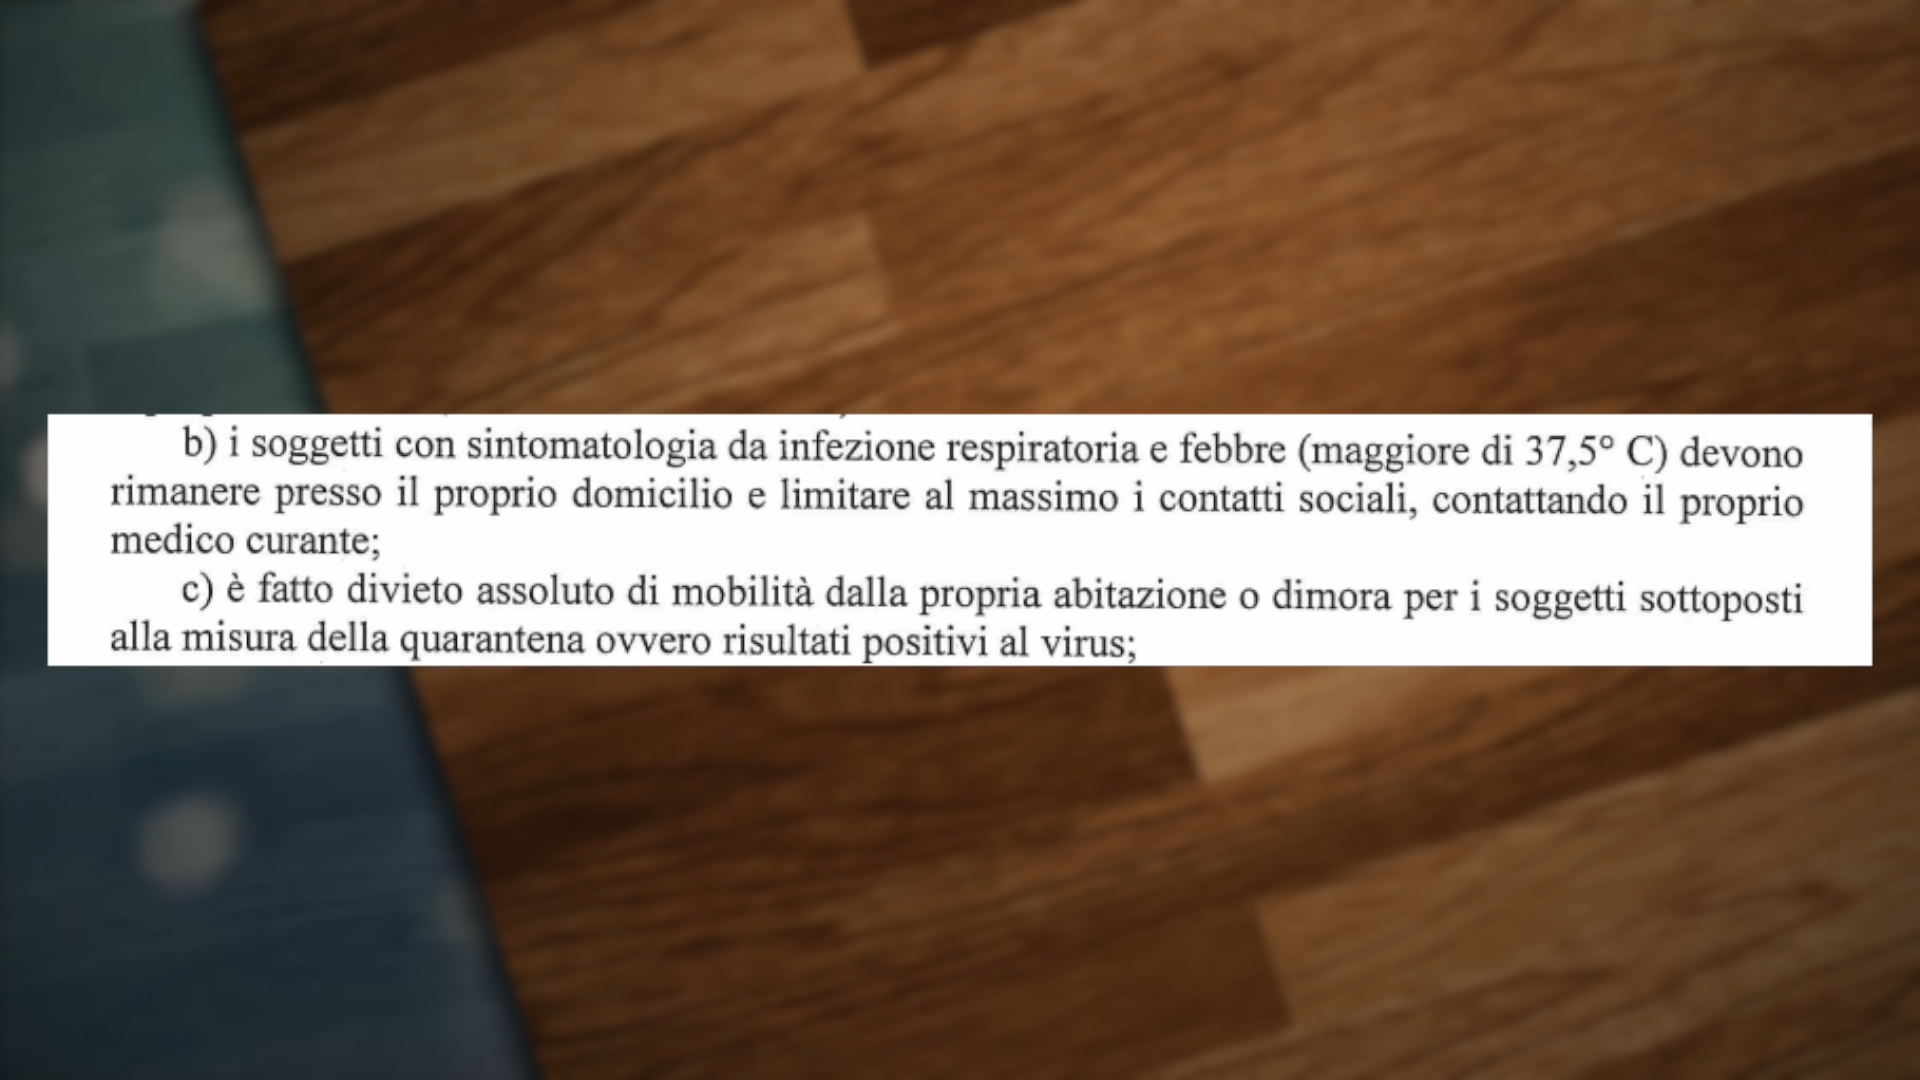 b) i soggetti con sintomatologia da infezione respiratoria e febbre (maggiore di 37,5° C) devono
rimanere presso il proprio domicilio e limitare al massimo i contatti sociali, contattando il proprio
medico curante;
c) è fatto divieto assoluto di mobilità dalla propria abitazione o dimora per i soggetti sottoposti
alla misura della quarantena ovvero risultati positivi al virus;